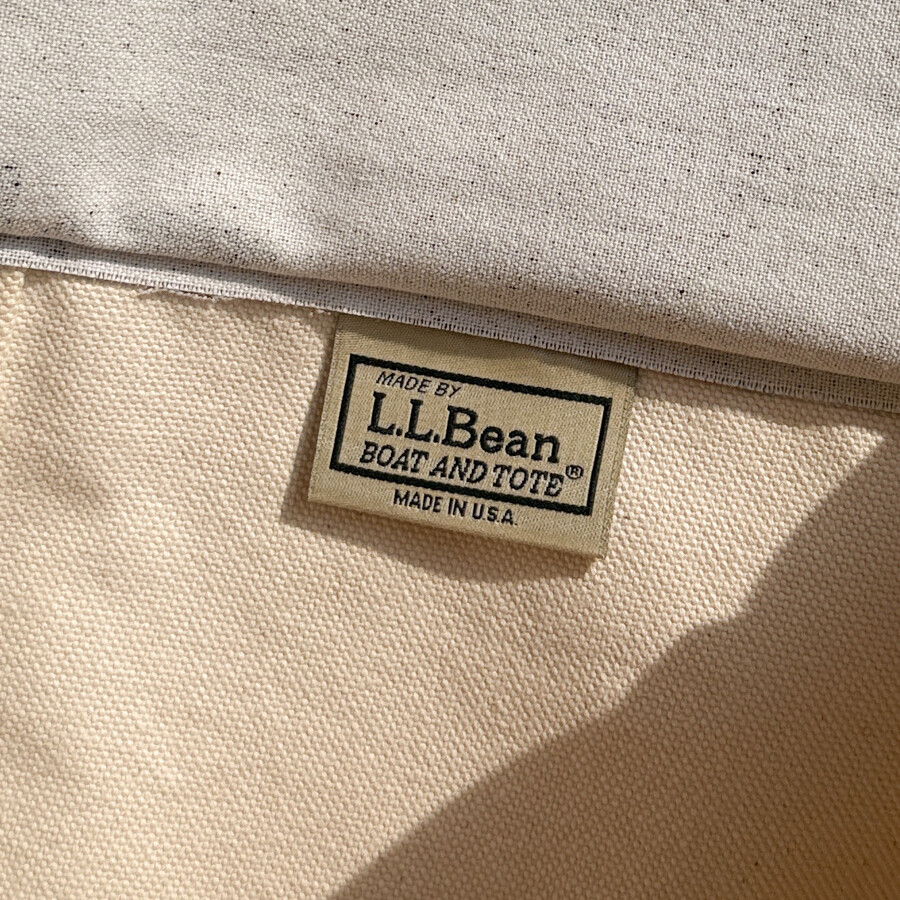 MADE BY
L.L.Bean
BOAT AND TOTE®
MADE IN U.S.A.